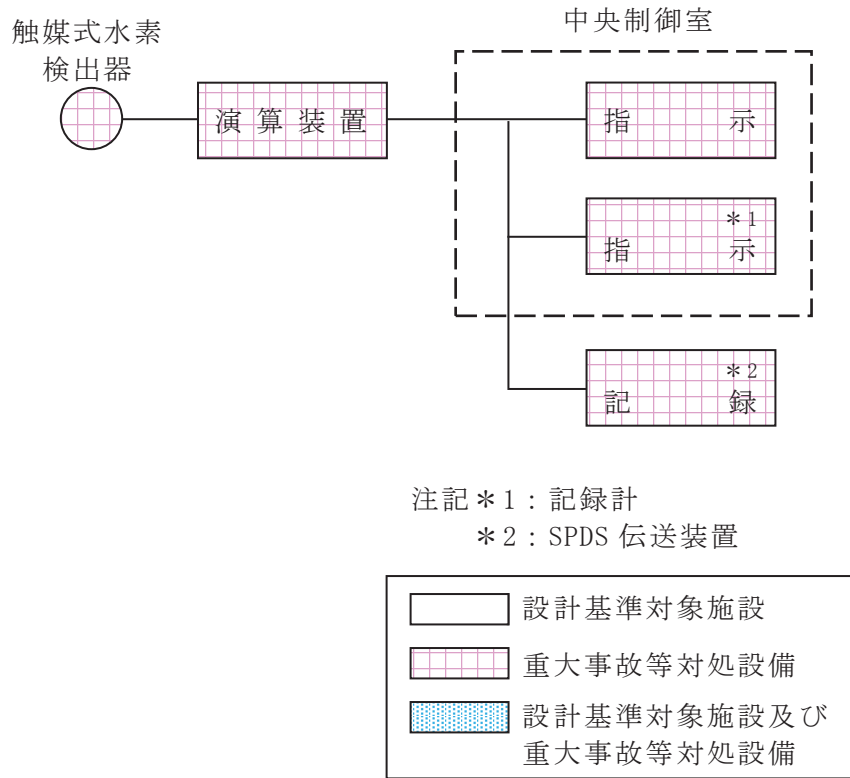 中央制御室
触媒式水素
検出器
演算装置
指示
＊1
指示
＊2
記録
注記＊1：記録計
＊2：SPDS 伝送装置
設計基準対象施設
重大事故等対処設備
設計基準対象施設及び
重大事故等対処設備